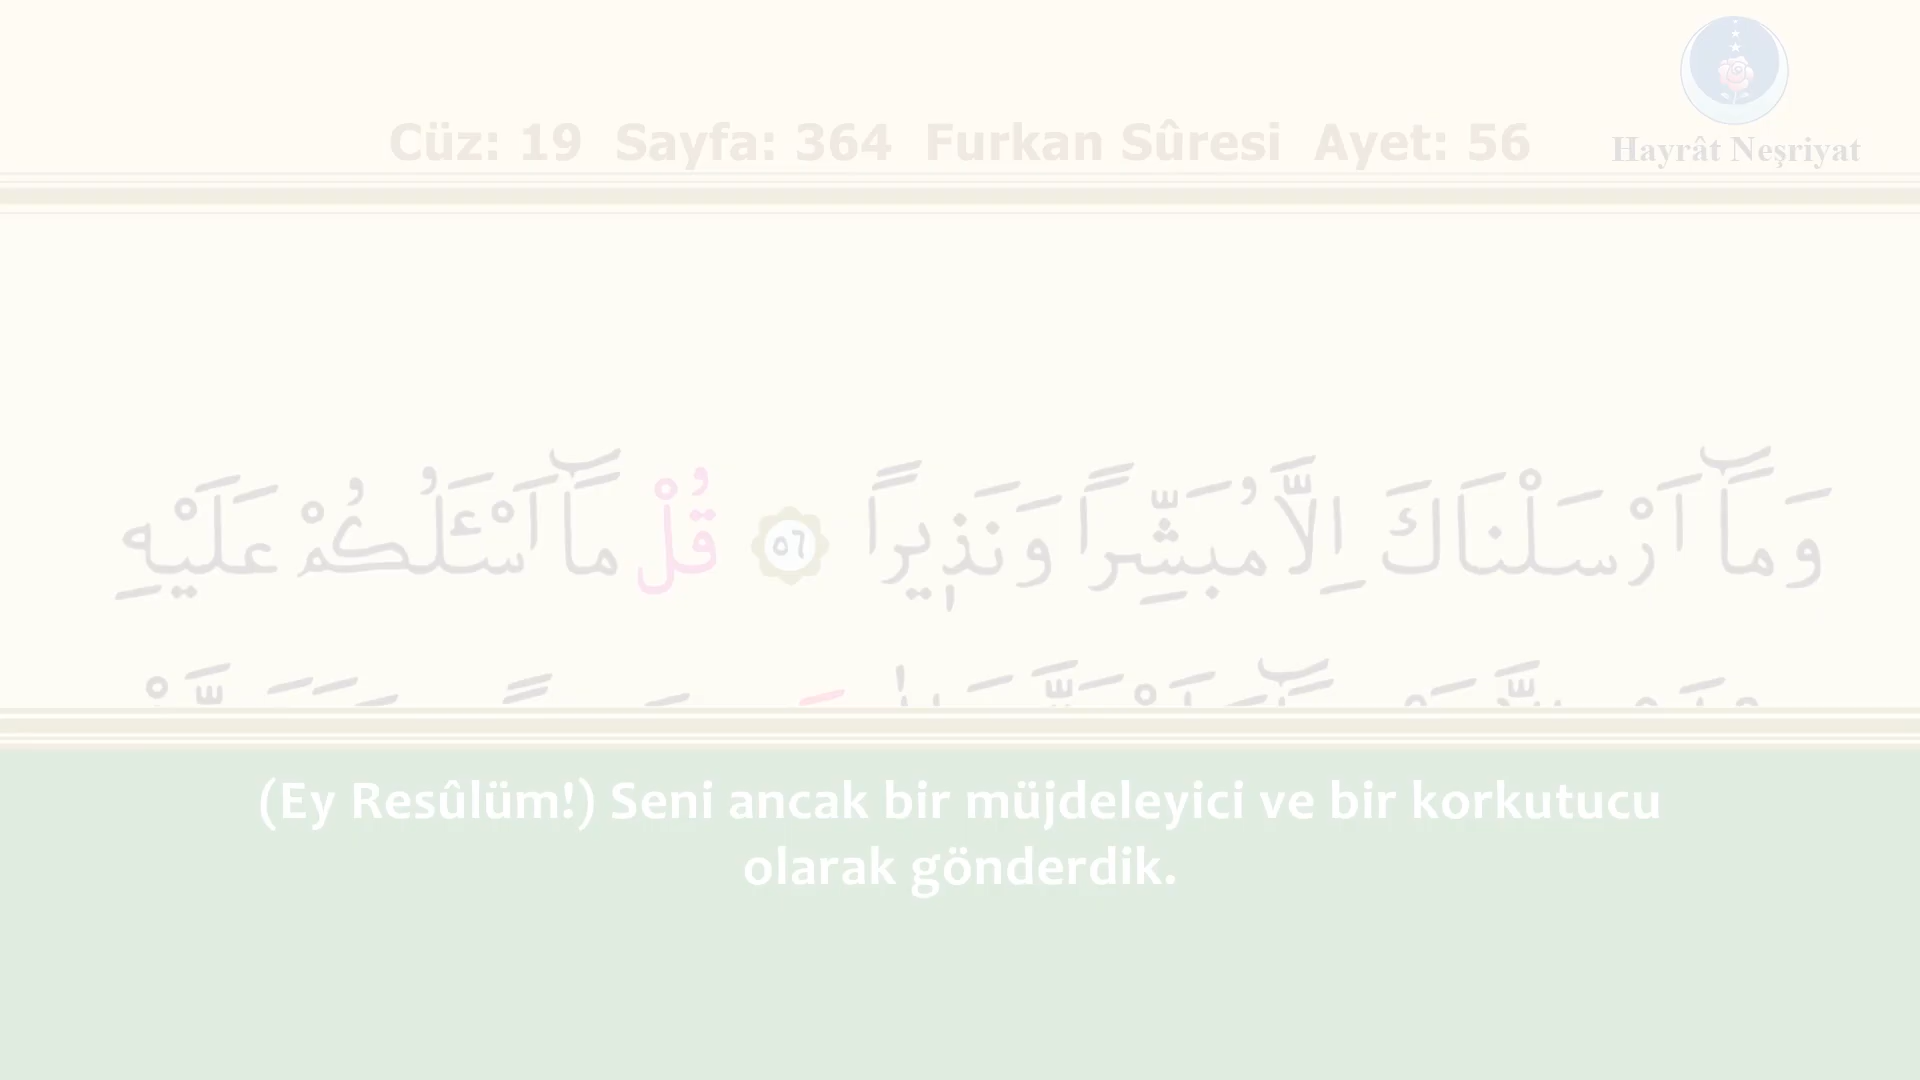 Cüz: 19 Sayfa: 364 Furkan Sûresi Ayet: 56
Hayrât Neşriyat
وَمَآ اَرْسَلْنَاكَ اِلَّا مُبَشِّرًا وَنَذ۪يرًا ٥٦ قُلْ مَآ اَسْـَٔلُكُمْ عَلَيْهِ
(Ey Resûlüm!) Seni ancak bir müjdeleyici ve bir korkutucu
olarak gönderdik.